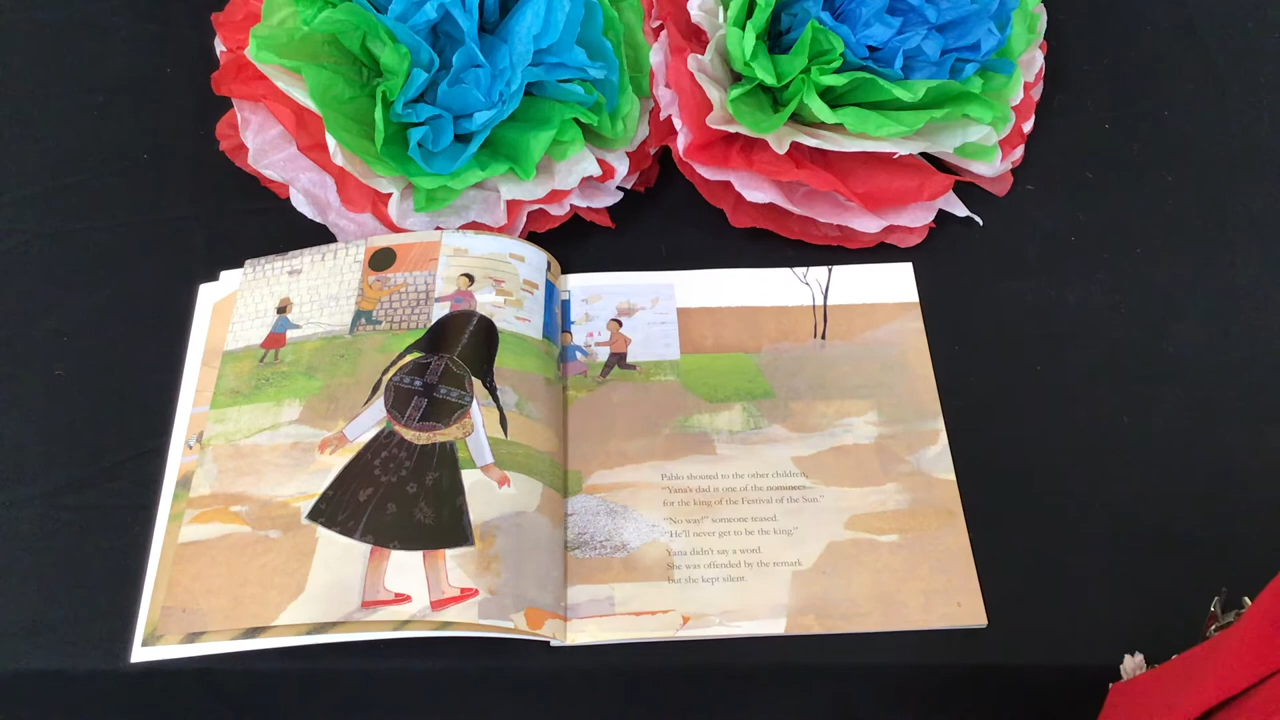 Pablo shouted to the other children,
"Yana's dad is one of the nominees
for the king of the Festival of the Sun."
"No way!" someone teased.
"He'll never get to be the king."
Yana didn't say a word.
She was offended by the remark
but she kept silent.